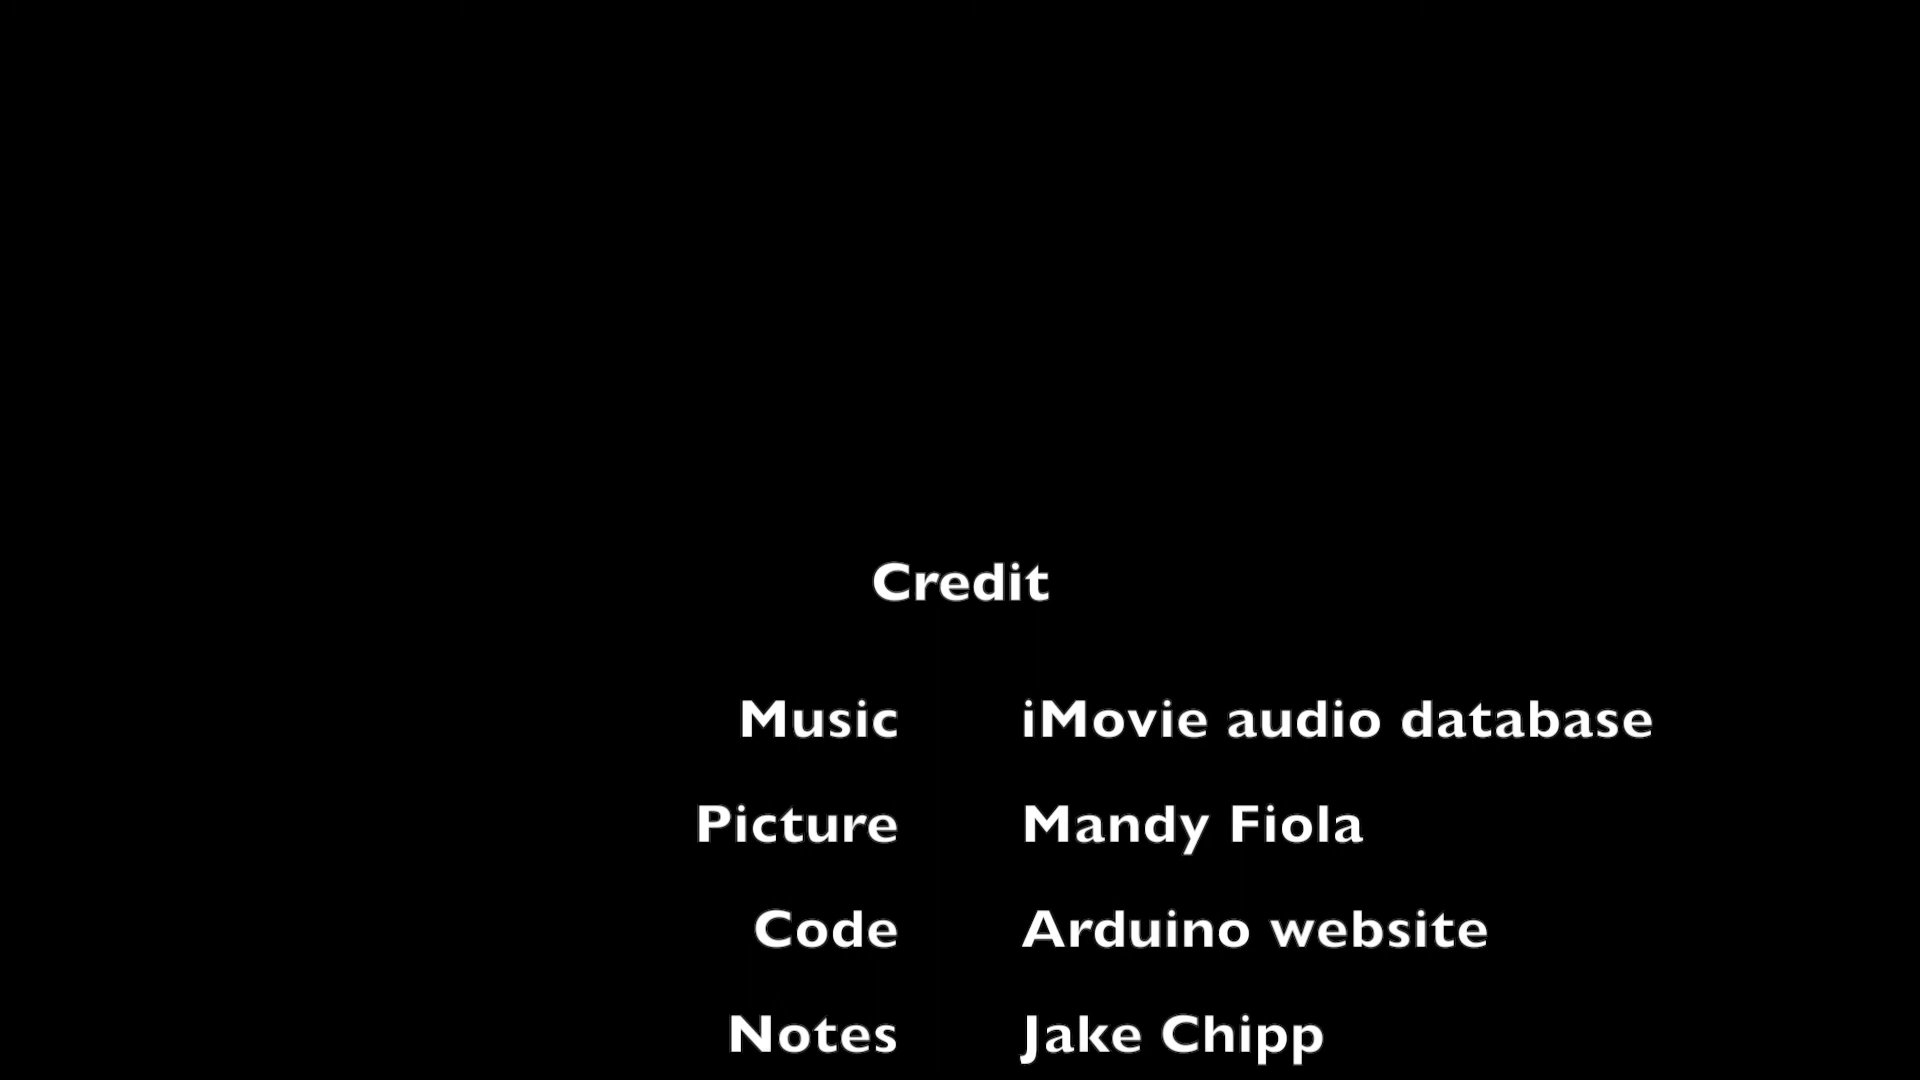 Credit
Music iMovie audio database
Picture Mandy Fiola
Code Arduino website
Notes Jake Chipp